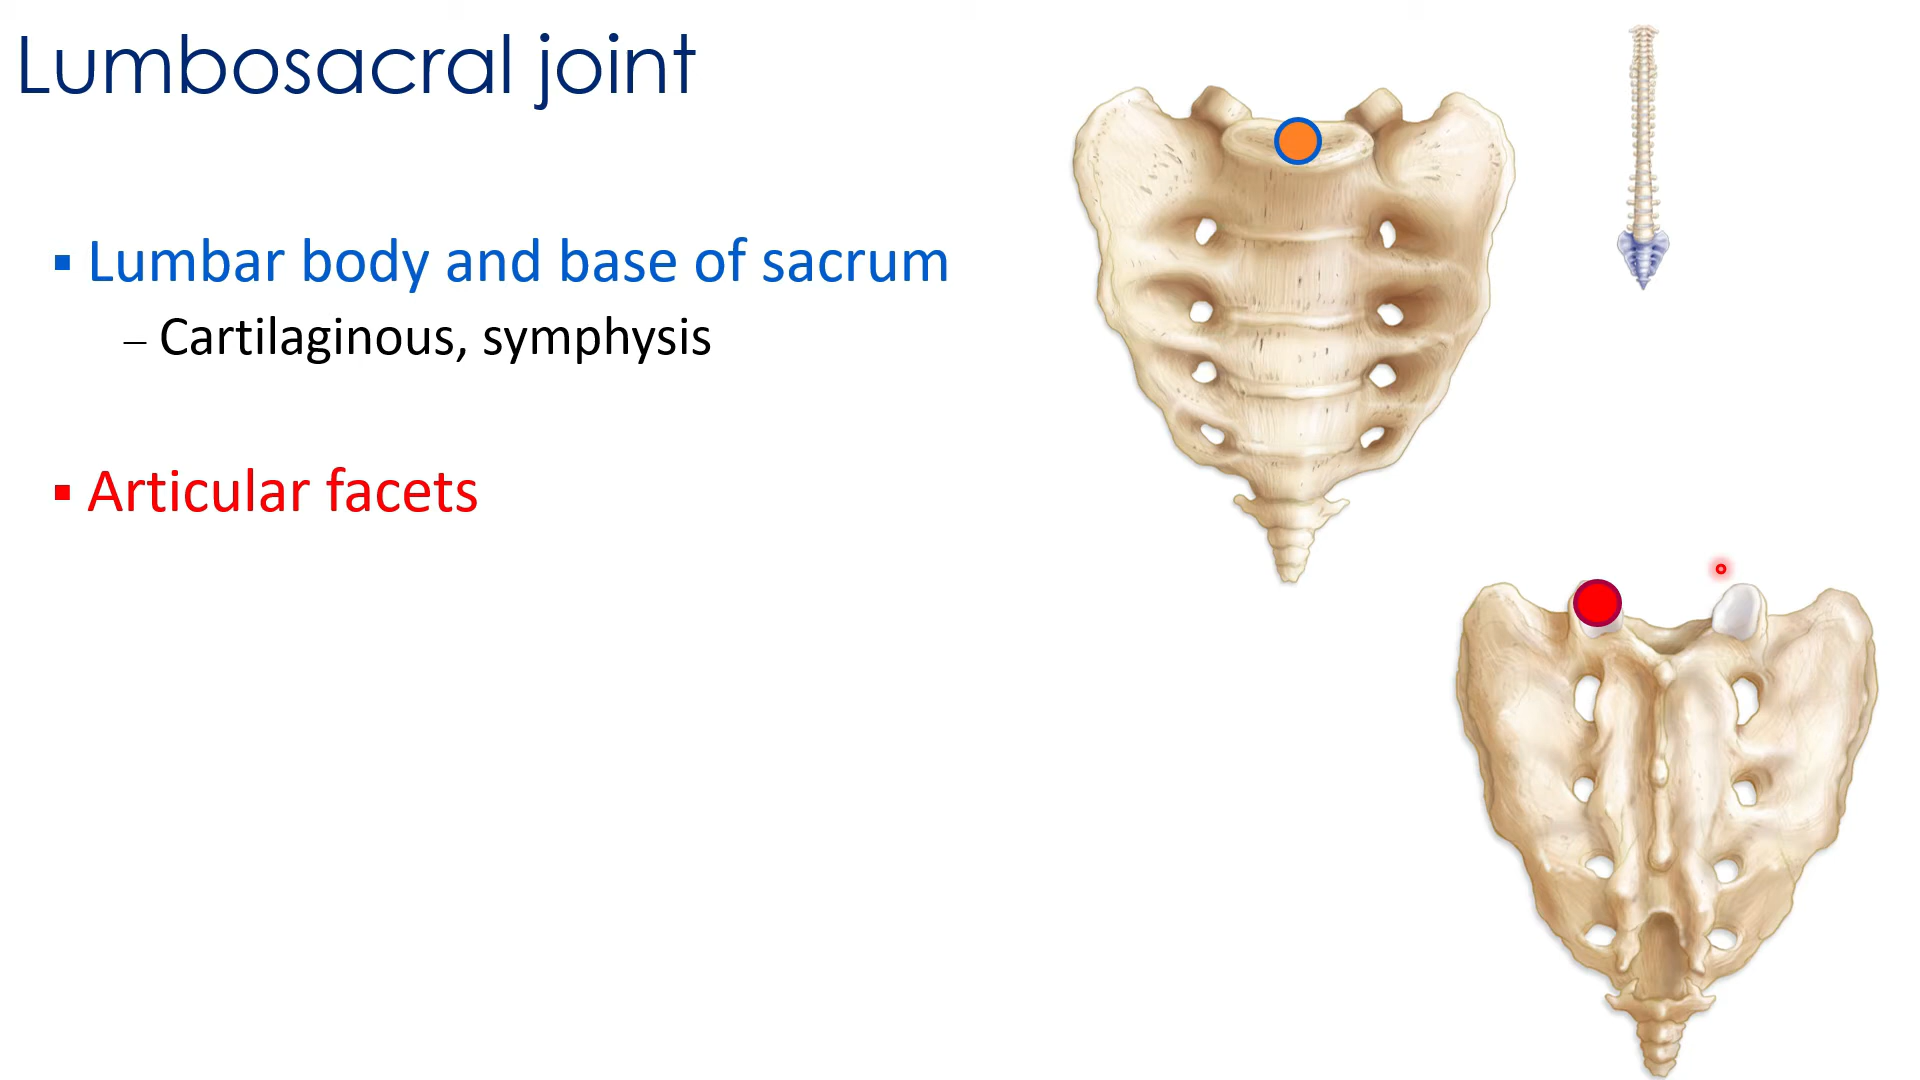 Lumbosacral joint
▪ Lumbar body and base of sacrum
– Cartilaginous, symphysis
▪ Articular facets